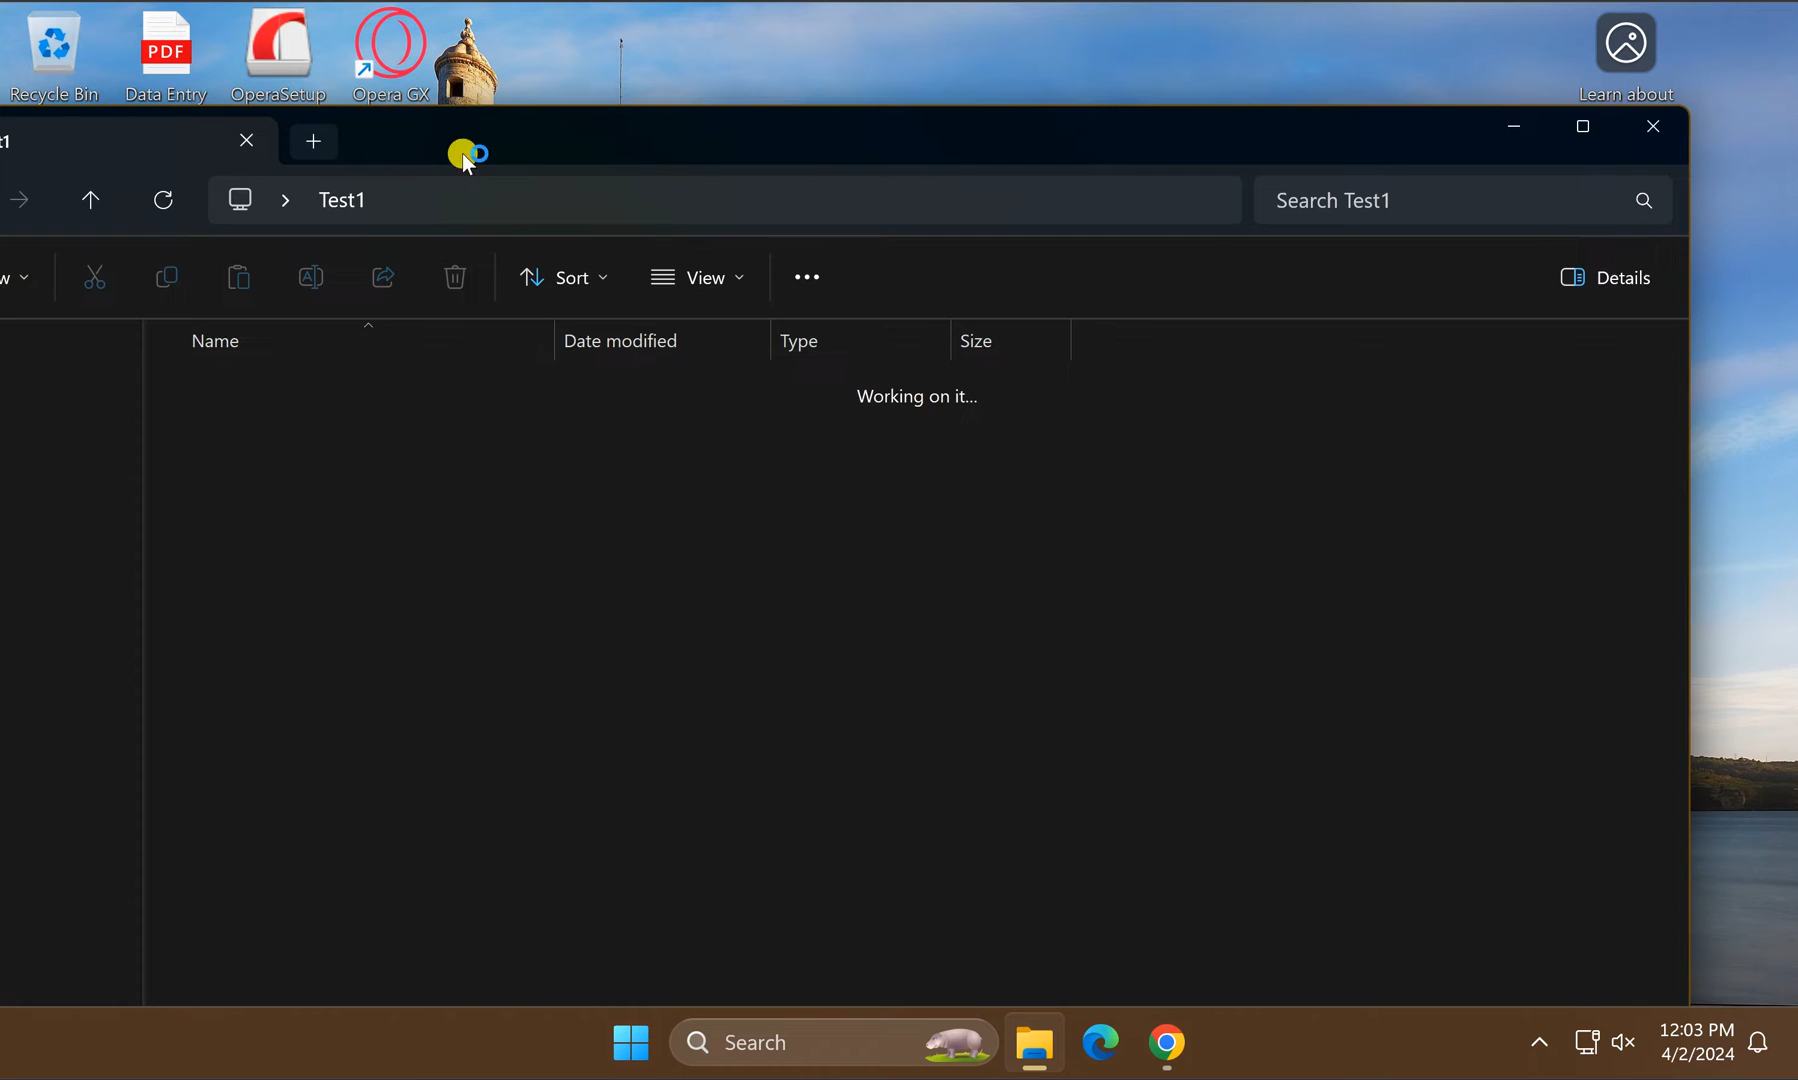 PDF
Recycle Bin
Data Entry
OperaSetup
Opera GX
Learn about
t1
Test1
Search Test1
w
Sort
View
Details
Name
Date modified
Type
Size
Working on it...
Search
12:03 PM
4/2/2024